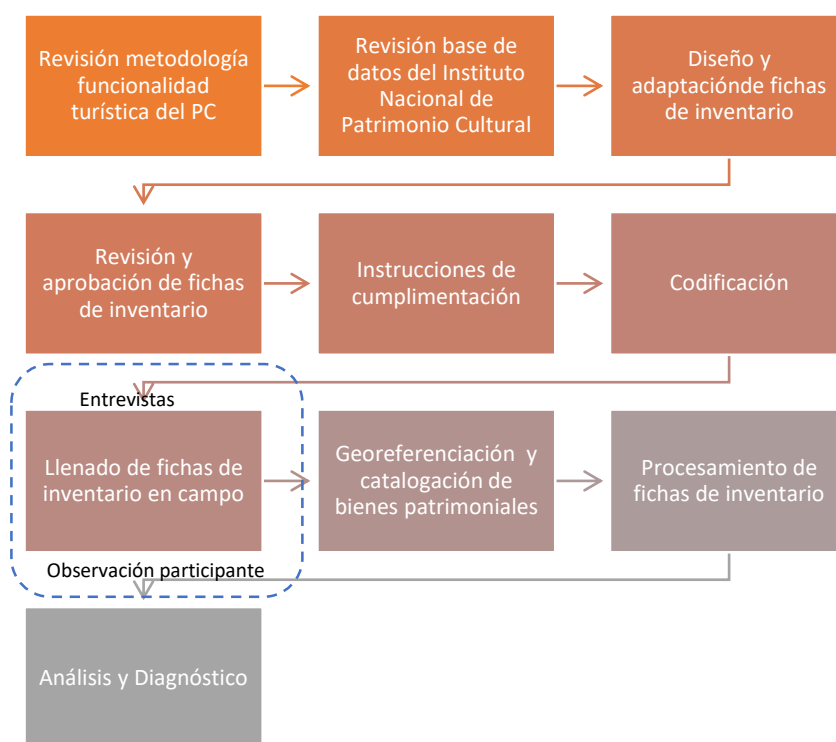 Revisión metodología
funcionalidad
turística del PC
Revisión base de
datos del Instituto
Nacional de
Patrimonio Cultural
Diseño y
adaptaciónde fichas
de inventario
Revisión y
aprobación de fichas
de inventario
Instrucciones de
cumplimentación
Codificación
Entrevistas
Llenado de fichas de
inventario en campo
Observación participante
Georeferenciación y
catalogación de
bienes patrimoniales
Procesamiento de
fichas de inventario
Análisis y Diagnóstico